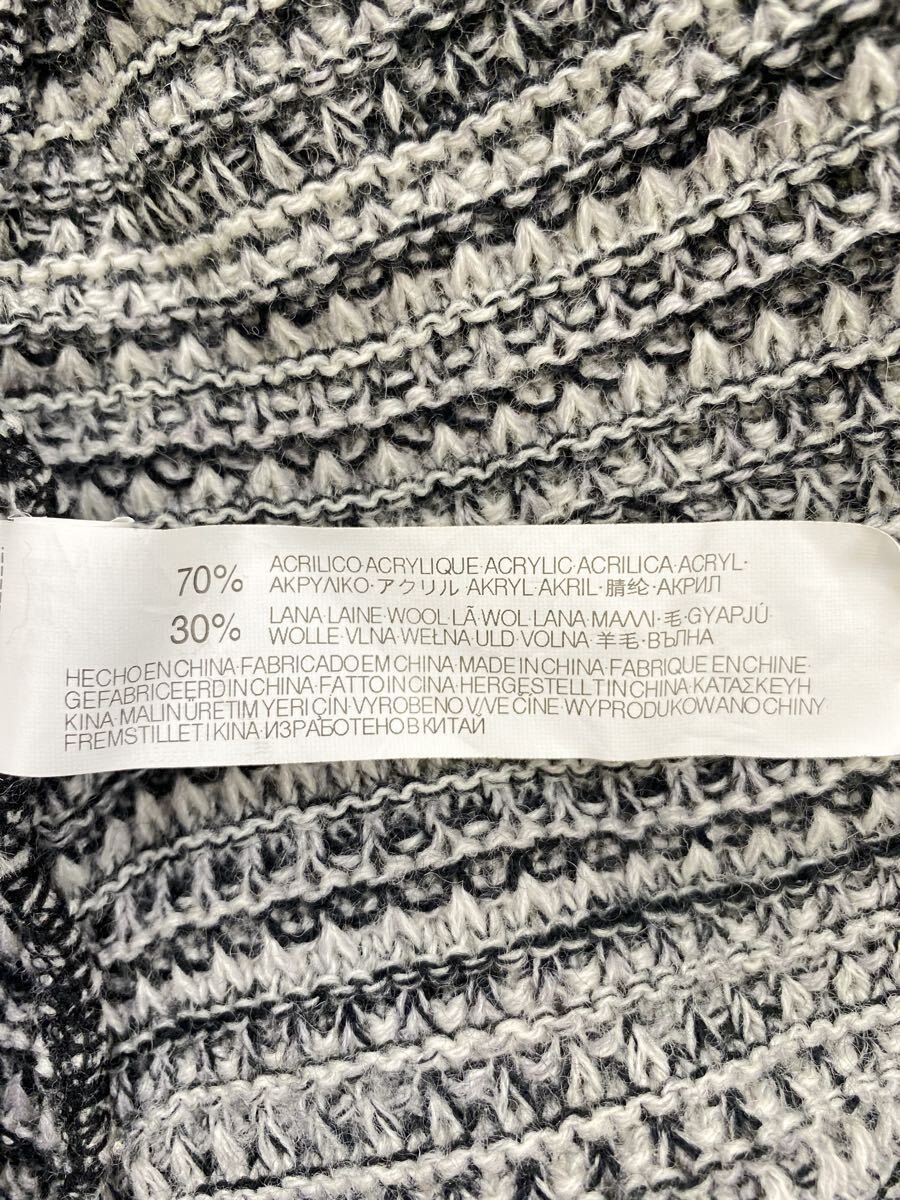 70% ACRILICO·ACRYLIQUE·ACRYLIC·ACRILICA·ACRYL·
ΑΚΡΥΛΙΚΟ·アクリル·AKRYL·AKRIL·腈纶·АКРИЛ
30% LANA·LAINE·WOOL·LÃ·WOL·LANA·ΜΑΛΛΙ·毛·GYAPJÚ·
WOLLE·VLNA·WEŁNA·ULD·VOLNA·羊毛·ВЪЛНА
HECHO EN CHINA·FABRICADO EM CHINA·MADE IN CHINA·FABRIQUE EN CHINE·
GEFABRICEERD IN CHINA·FATTO IN CINA·HERGESTELLT IN CHINA·ΚΑΤΑΣΚΕΥΗ
ΚΙΝΑ·MALIN ÜRETIM YERI ÇIN·VYROBENO V/VE ČÍNE·WYPRODUKOWANO CHINY·
FREMSTILLET I KINA·ИЗРАБОТЕНО В КИТАЙ